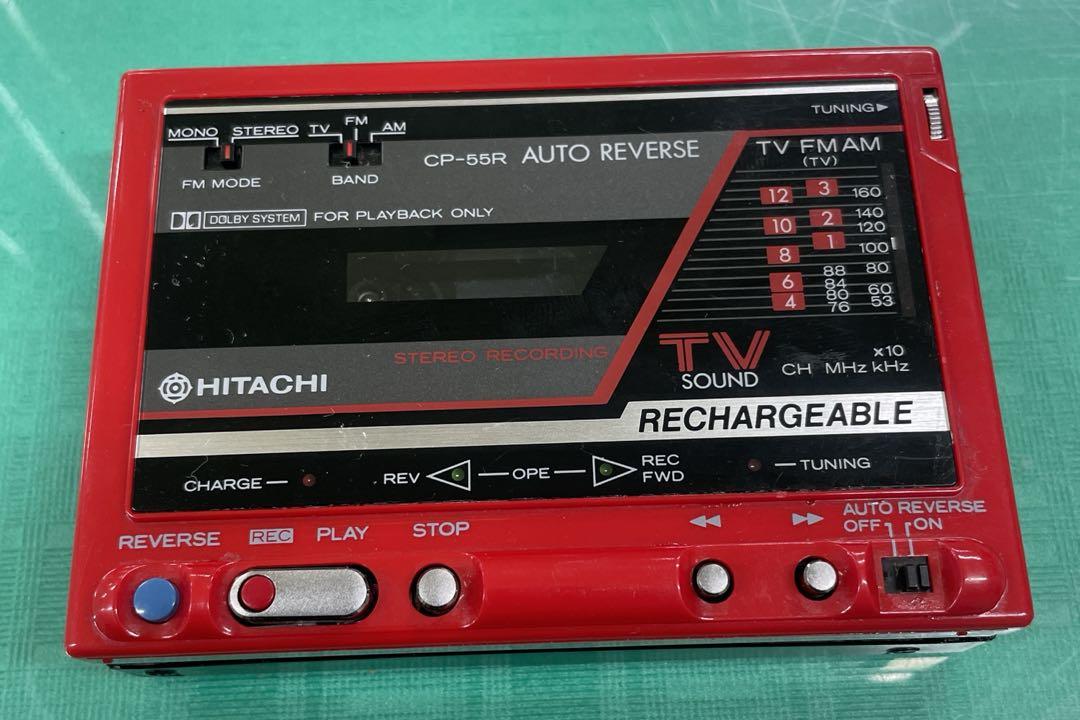 TUNING▶
MONO STEREO TV FM AM
FM MODE BAND
CP-55R AUTO REVERSE
TV FM AM
(TV)
DOLBY SYSTEM FOR PLAYBACK ONLY
12 3 160
10 2 140
120
8 1 100
6 88 80
84
4 80 60
76 53
STEREO RECORDING
HITACHI
TV
SOUND
CH MHz x10 kHz
RECHARGEABLE
CHARGE REV OPE REC
FWD
TUNING
REVERSE REC PLAY STOP ◀◀ ▶▶ AUTO REVERSE
OFF ON